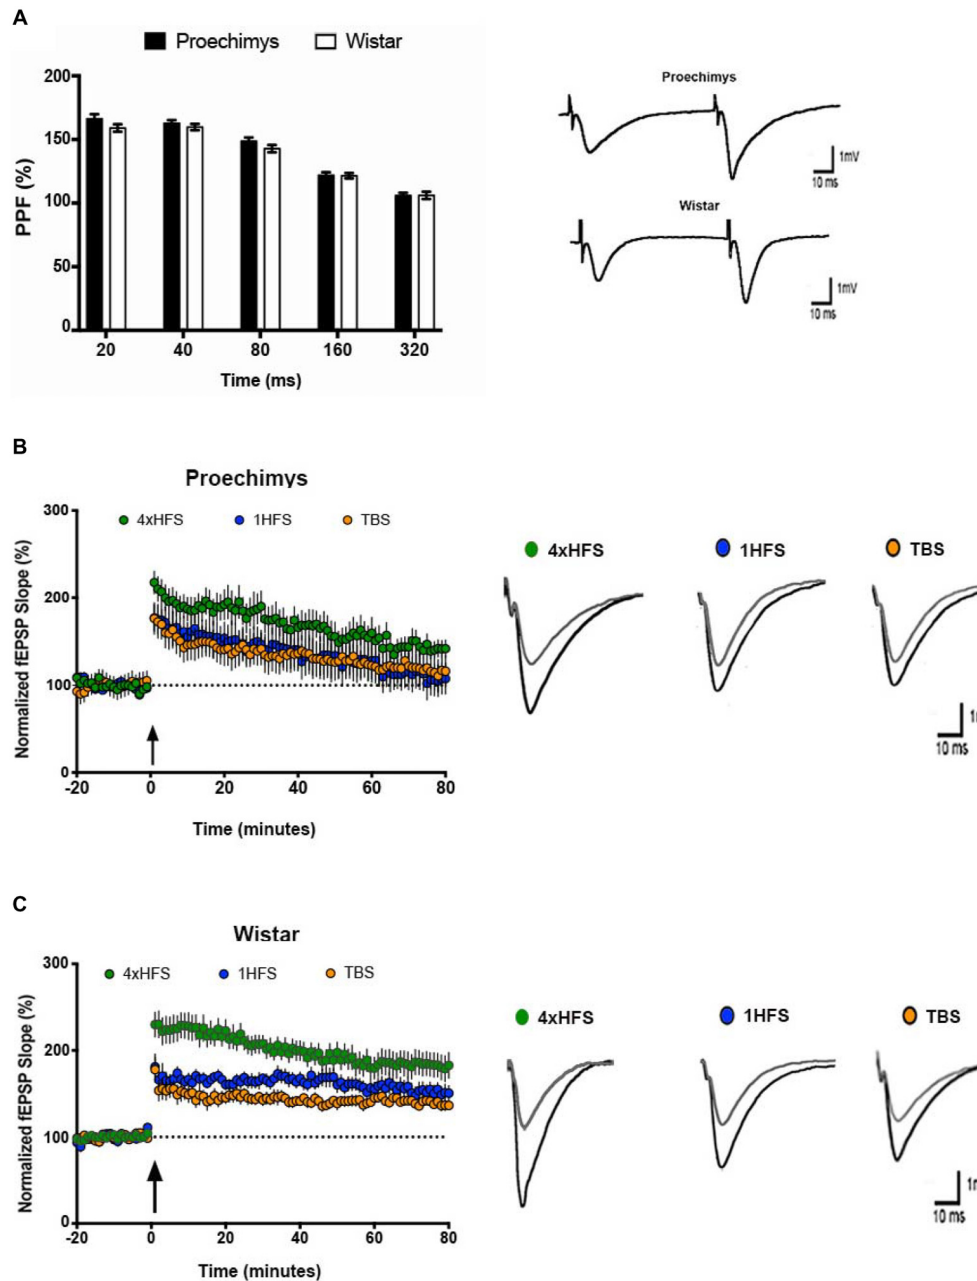 A
Proechimys
Wistar
200
150
100
50
0
PPF (%)
20
40
80
160
320
Time (ms)
Proechimys
1mV
10 ms
Wistar
1mV
10 ms
B
Proechimys
300
200
100
0
Normalized fEPSP Slope (%)
4xHFS
1HFS
TBS
-20
0
20
40
60
80
Time (minutes)
4xHFS
1HFS
TBS
10 ms
C
Wistar
300
200
100
0
Normalized fEPSP Slope (%)
4xHFS
1HFS
TBS
-20
0
20
40
60
80
Time (minutes)
4xHFS
1HFS
TBS
10 ms